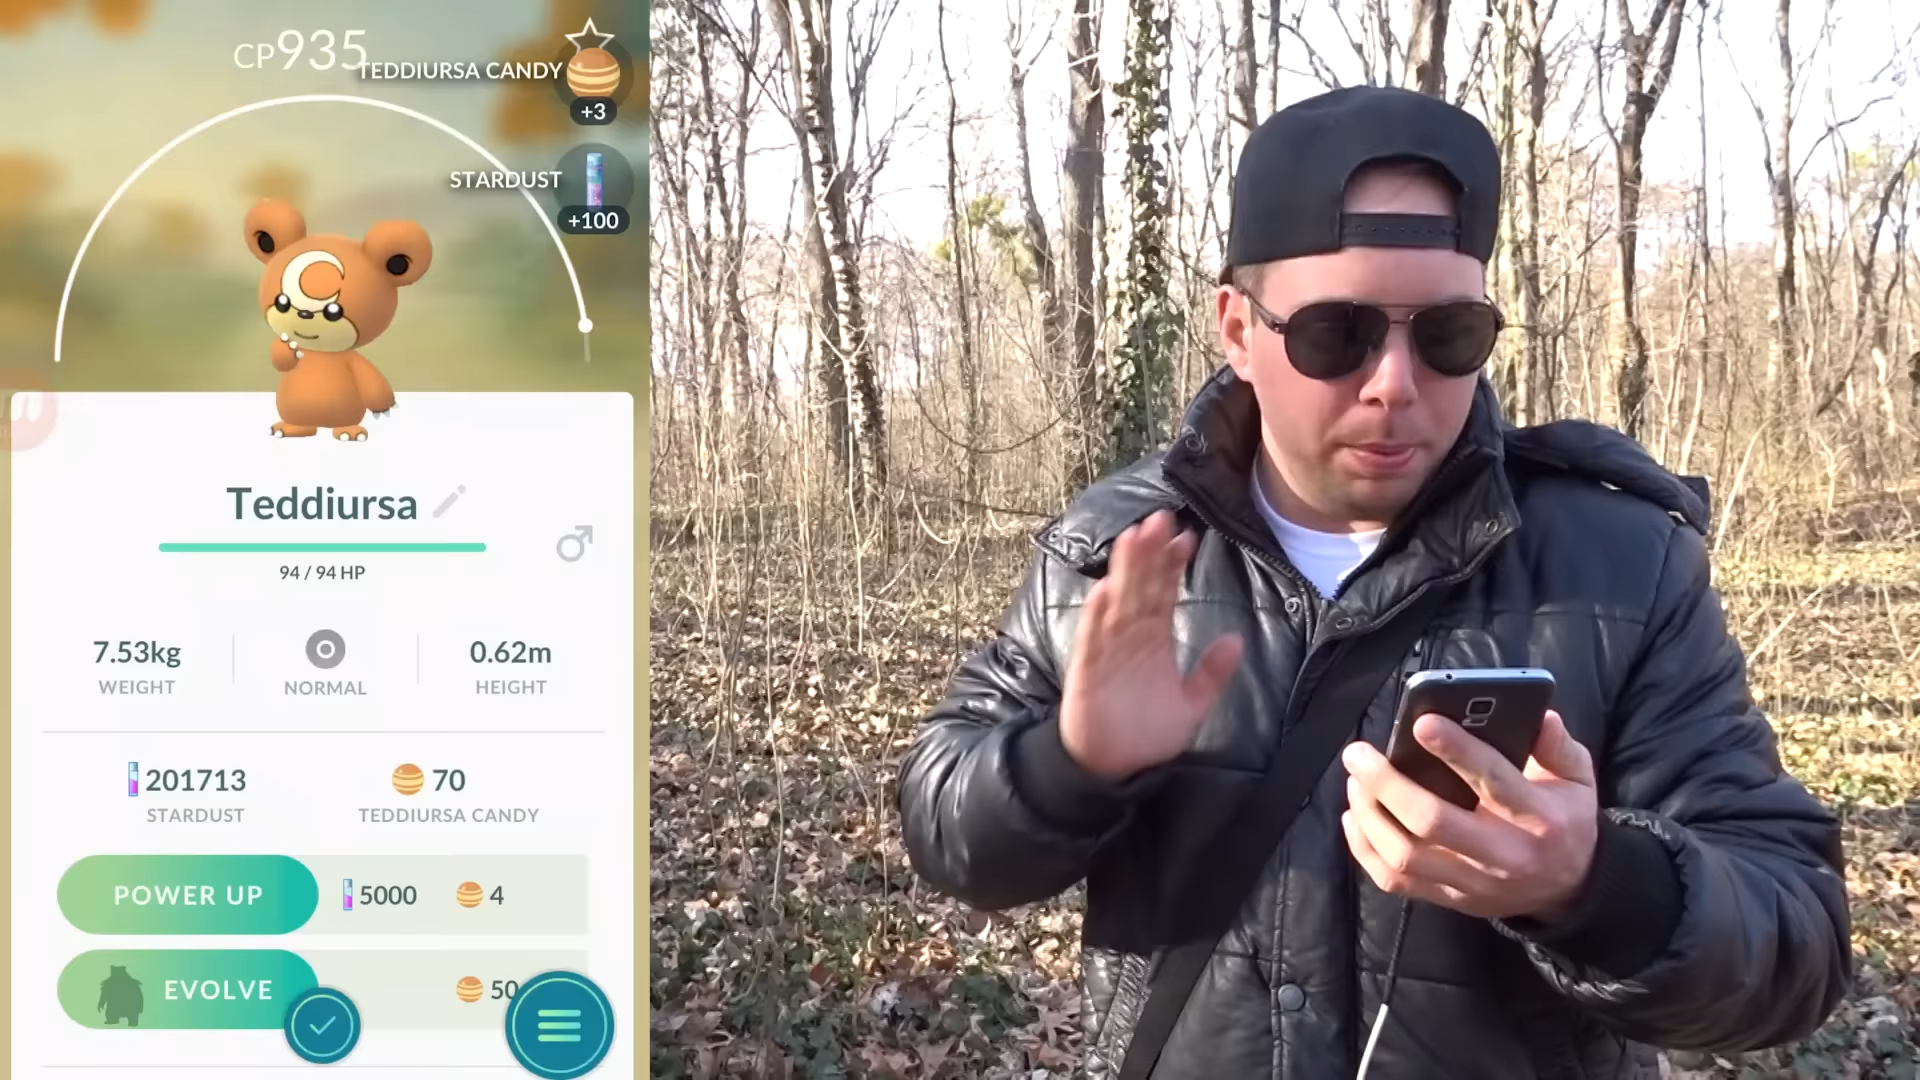 CP935
TEDDIURSA CANDY
+3
STARDUST
+100
Teddiursa
94 / 94 HP
7.53kg
WEIGHT
NORMAL
0.62m
HEIGHT
201713
STARDUST
70
TEDDIURSA CANDY
POWER UP
5000
4
EVOLVE
50